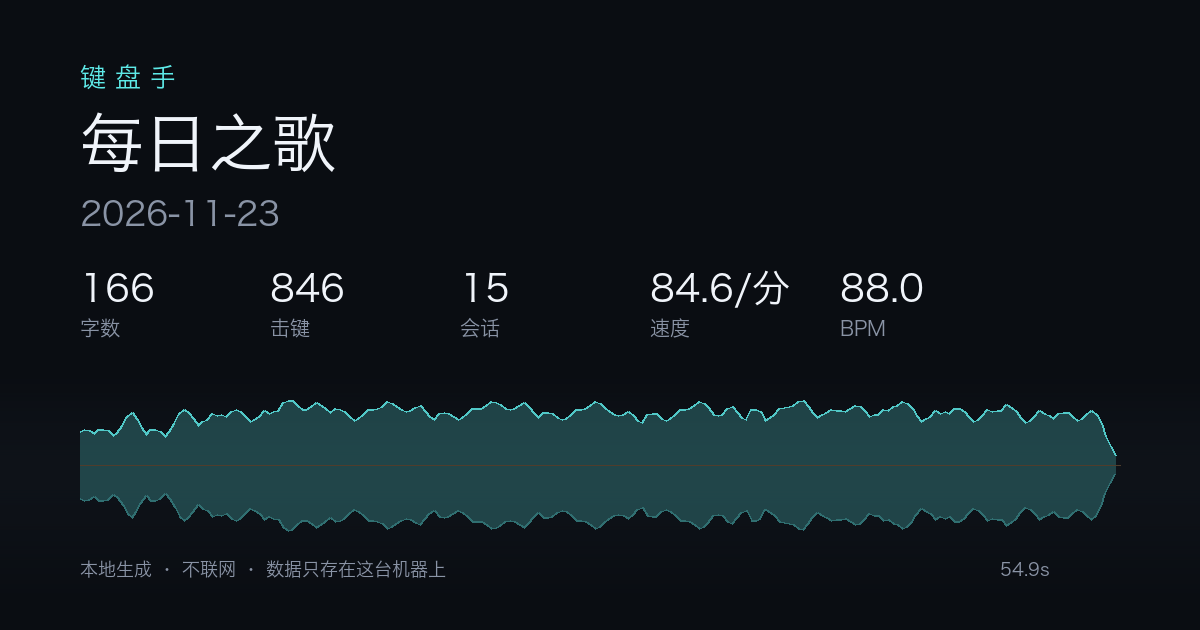 键盘手
每日之歌
2026-11-23
166 846 15 84.6/分 88.0
字数 击键 会话 速度 BPM
本地生成 · 不联网 · 数据只存在这台机器上 54.9s